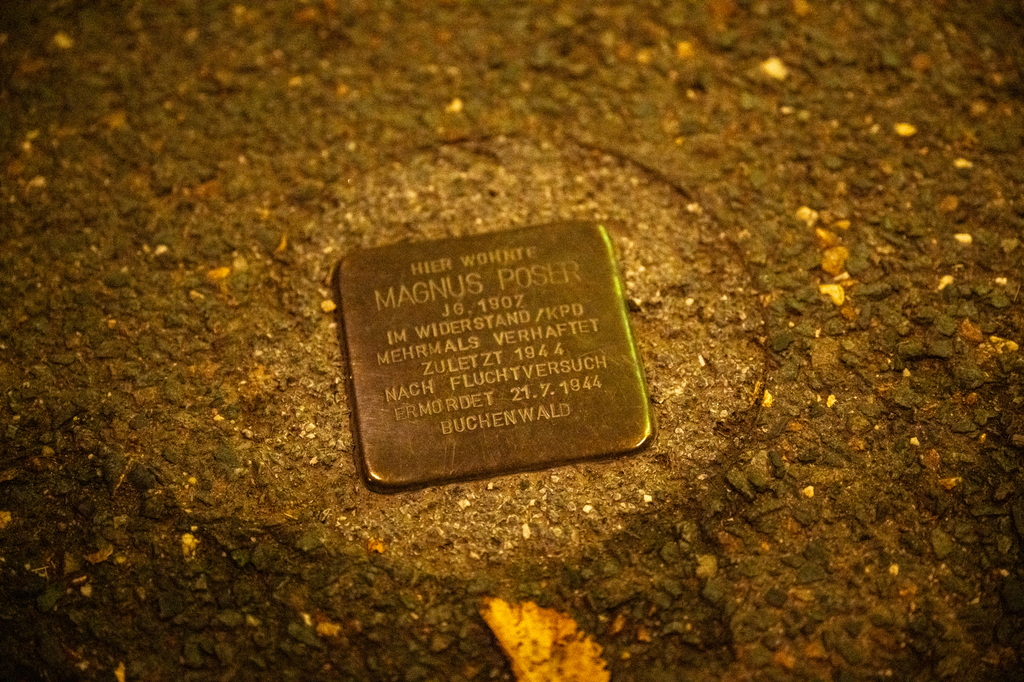 HIER WOHNTE
MAGNUS POSER
JG. 1907
IM WIDERSTAND/KPD
MEHRMALS VERHAFTET
ZULETZT 1944
NACH FLUCHTVERSUCH
ERMORDET 21.7.1944
BUCHENWALD